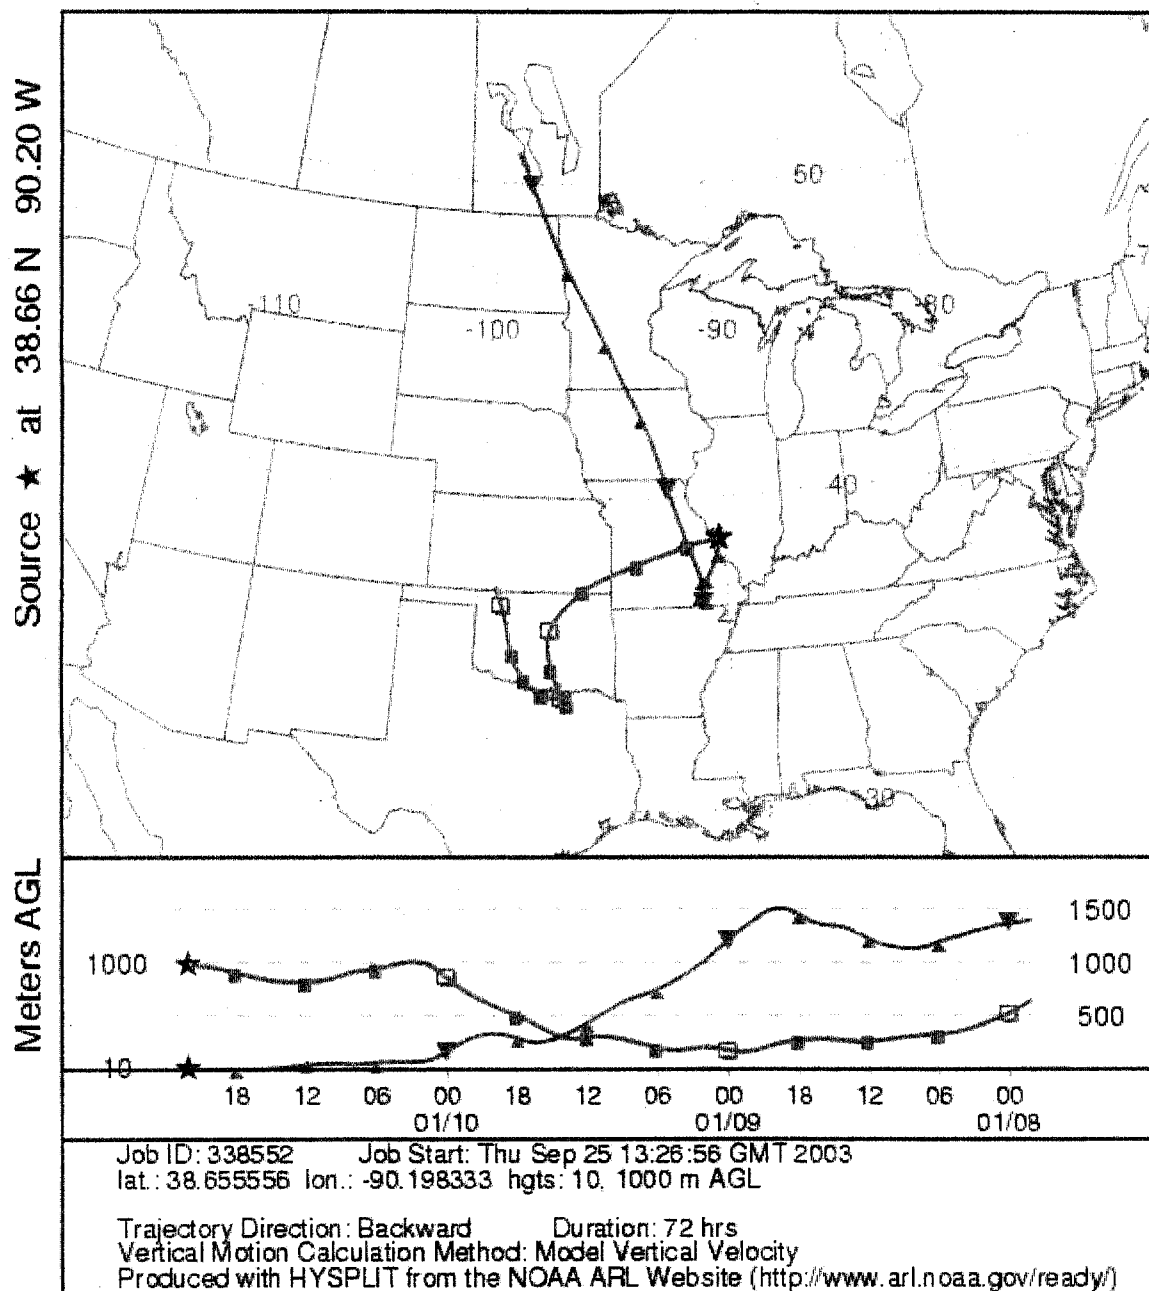 Source ★ at 38.66 N 90.20 W
50
-110
-100
-90
40
30
Meters AGL
1000
10
1500
1000
500
18 12 06 00 18 12 06 00 18 12 06 00
01/10 01/09 01/08
Job ID: 338552 Job Start: Thu Sep 25 13:26:56 GMT 2003
lat.: 38.655556 lon.: -90.198333 hgts: 10, 1000 m AGL
Trajectory Direction: Backward Duration: 72 hrs
Vertical Motion Calculation Method: Model Vertical Velocity
Produced with HYSPLIT from the NOAA ARL Website (http://www.arl.noaa.gov/ready/)